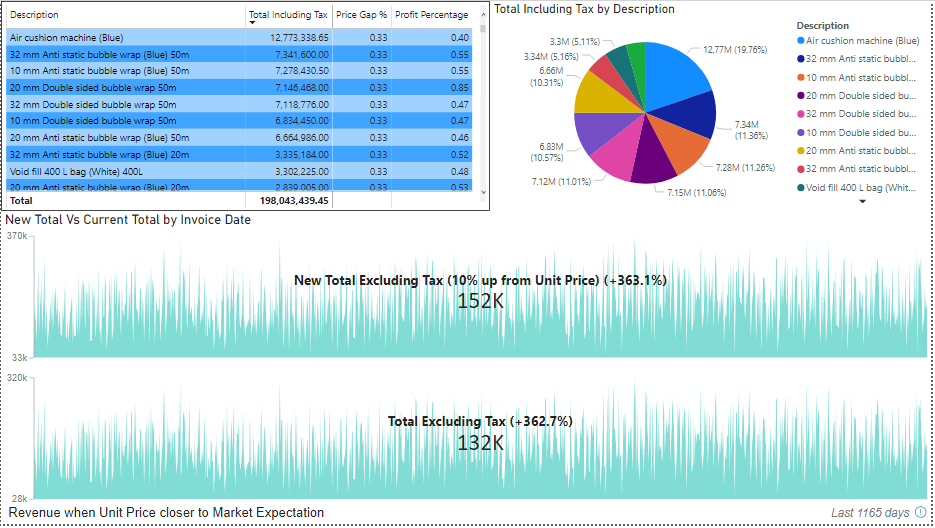 Description Total Including Tax Price Gap % Profit Percentage
Air cushion machine (Blue) 12,773,338.65 0.33 0.40
32 mm Anti static bubble wrap (Blue) 50m 7,341,600.00 0.33 0.55
10 mm Anti static bubble wrap (Blue) 50m 7,278,430.50 0.33 0.55
20 mm Double sided bubble wrap 50m 7,146,468.00 0.33 0.85
32 mm Double sided bubble wrap 50m 7,118,776.00 0.33 0.47
10 mm Double sided bubble wrap 50m 6,834,450.00 0.33 0.47
20 mm Anti static bubble wrap (Blue) 50m 6,664,986.00 0.33 0.46
32 mm Anti static bubble wrap (Blue) 20m 3,335,184.00 0.33 0.52
Void fill 400 L bag (White) 400L 3,302,225.00 0.33 0.48
20 mm Anti static bubble wrap (Blue) 20m 2,839,005.00 0.33 0.53
Total 198,043,439.45
Total Including Tax by Description
12.77M (19.76%)
7.34M
(11.36%)
7.28M (11.26%)
7.15M (11.06%)
7.12M (11.01%)
6.83M
(10.57%)
6.66M
(10.31%)
3.34M (5.16%)
3.3M (5.11%)
Description
Air cushion machine (Blue)
32 mm Anti static bubbl...
10 mm Anti static bubbl...
20 mm Double sided bu...
32 mm Double sided bu...
10 mm Double sided bu...
20 mm Anti static bubbl...
32 mm Anti static bubbl...
Void fill 400 L bag (Whit...
New Total Vs Current Total by Invoice Date
370k
New Total Excluding Tax (10% up from Unit Price) (+363.1%)
152K
33k
320k
Total Excluding Tax (+362.7%)
132K
28k
Revenue when Unit Price closer to Market Expectation
Last 1165 days